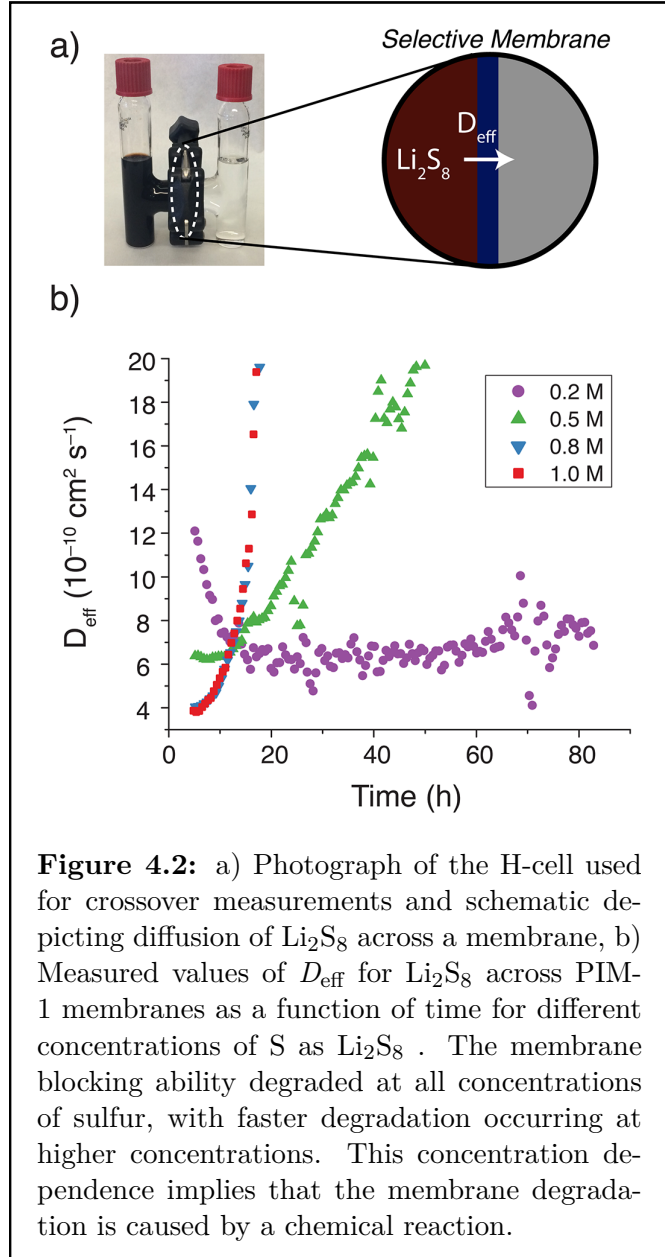 a)
Selective Membrane
D_eff
Li₂S₈
b)
20
18
16
14
12
10
8
6
4
D_eff (10⁻¹⁰ cm² s⁻¹)
0.2 M
0.5 M
0.8 M
1.0 M
0 20 40 60 80
Time (h)
Figure 4.2: a) Photograph of the H-cell used
for crossover measurements and schematic de-
picting diffusion of Li₂S₈ across a membrane, b)
Measured values of D_eff for Li₂S₈ across PIM-
1 membranes as a function of time for different
concentrations of S as Li₂S₈ . The membrane
blocking ability degraded at all concentrations
of sulfur, with faster degradation occurring at
higher concentrations. This concentration de-
pendence implies that the membrane degrada-
tion is caused by a chemical reaction.